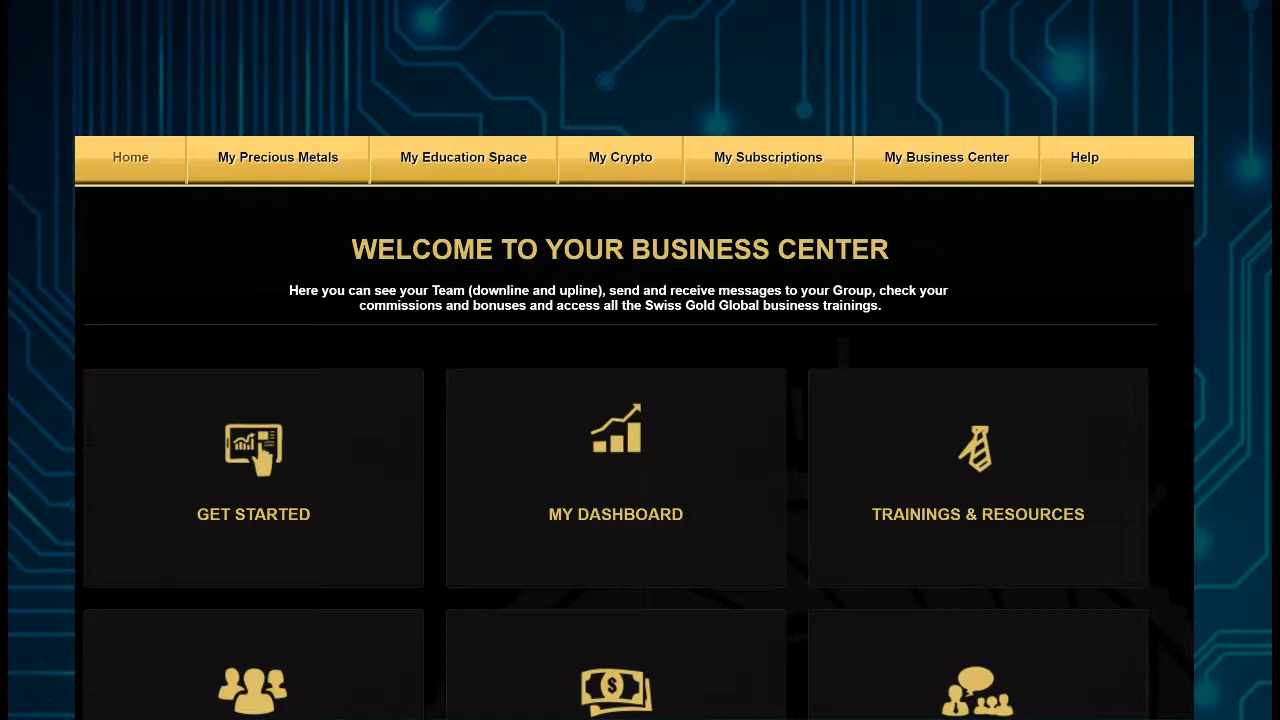 Home
My Precious Metals
My Education Space
My Crypto
My Subscriptions
My Business Center
Help
WELCOME TO YOUR BUSINESS CENTER
Here you can see your Team (downline and upline), send and receive messages to your Group, check your
commissions and bonuses and access all the Swiss Gold Global business trainings.
GET STARTED
MY DASHBOARD
TRAININGS & RESOURCES